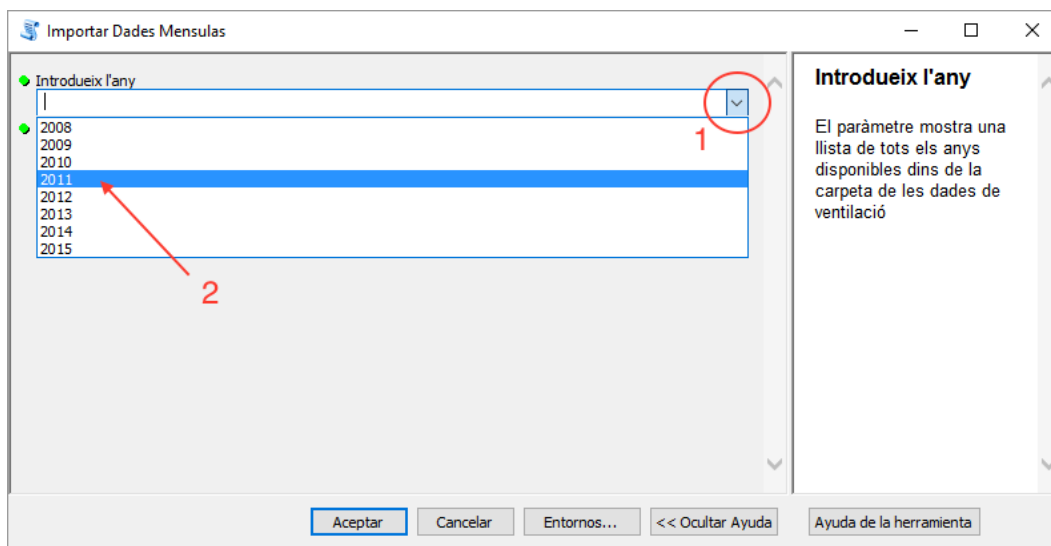 Importar Dades Mensulas
Introdueix l'any
1
2008
2009
2010
2011
2012
2013
2014
2015
2
Introdueix l'any
El paràmetre mostra una
llista de tots els anys
disponibles dins de la
carpeta de les dades de
ventilació
Aceptar
Cancelar
Entornos...
<< Ocultar Ayuda
Ayuda de la herramienta